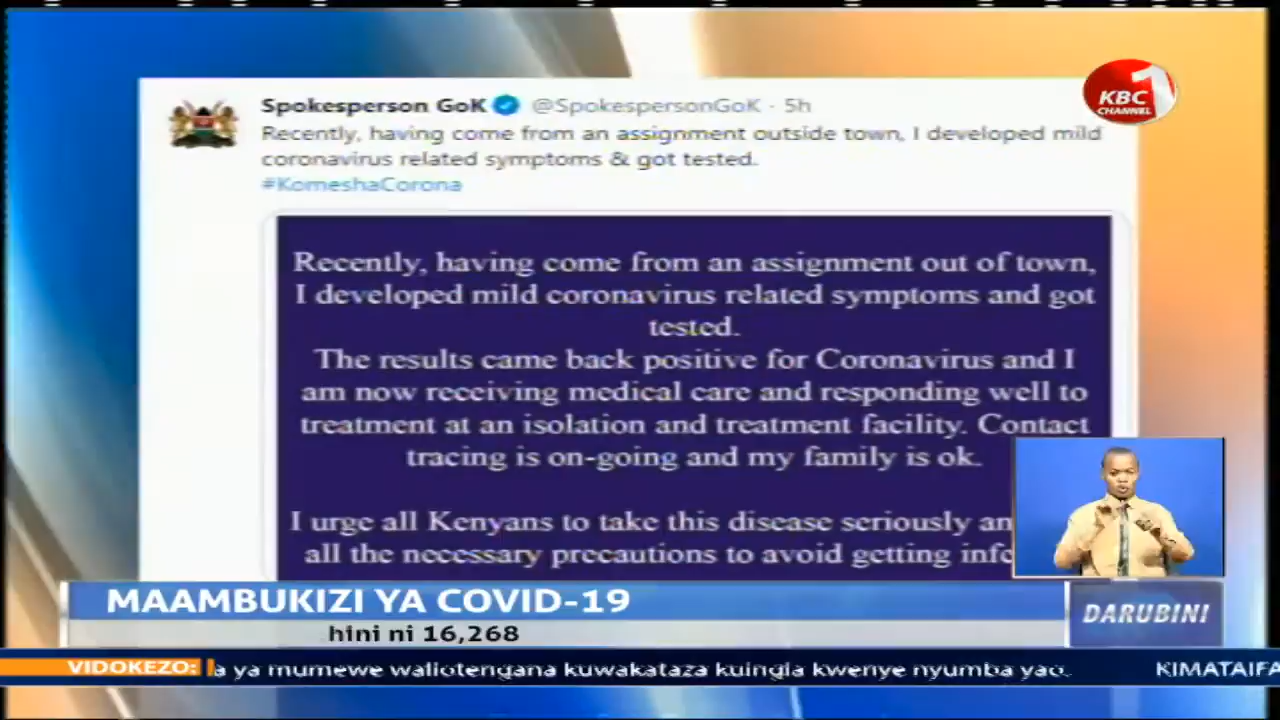 Spokesperson GoK @SpokespersonGoK · 5h
Recently, having come from an assignment outside town, I developed mild
coronavirus related symptoms & got tested.
#KomeshaCorona
KBC 1
CHANNEL
Recently, having come from an assignment out of town,
I developed mild coronavirus related symptoms and got
tested.
The results came back positive for Coronavirus and I
am now receiving medical care and responding well to
treatment at an isolation and treatment facility. Contact
tracing is on-going and my family is ok.
I urge all Kenyans to take this disease seriously an
all the necessary precautions to avoid getting infe
MAAMBUKIZI YA COVID-19
hini ni 16,268
DARUBINI
VIDOKEZO: a ya mumewe waliotengana kuwakataza kuingia kwenye nyumba yao. KIMATAIFA